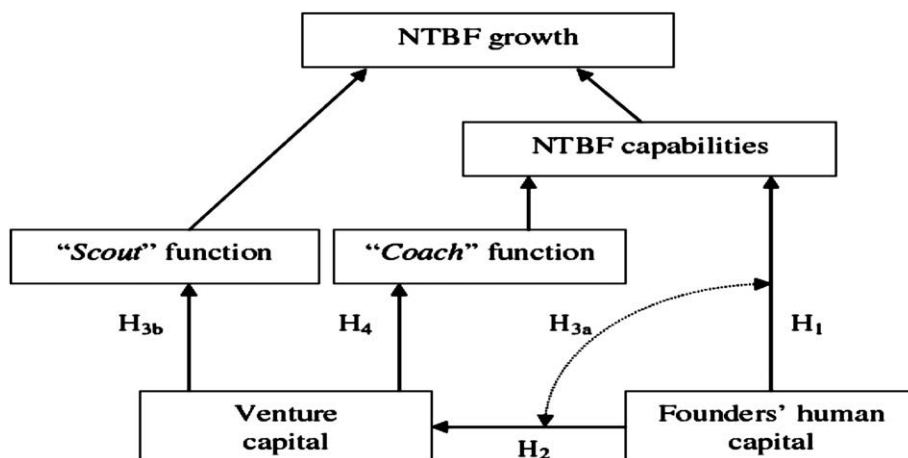 NTBF growth
NTBF capabilities
“Scout” function
“Coach” function
H3b
H4
H3a
H1
Venture
capital
H2
Founders’ human
capital